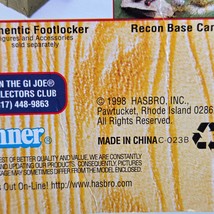 hentic Footlocker
Figures and Accessories
sold separately
Recon Base Car
N THE GI JOE®
LECTORS CLUB
17) 448-9863
nner®
© 1998 HASBRO, INC.,
Pawtucket, Rhode Island 0286
All Rights Reserved.
MADE IN CHINA C-023B
EST OF BETTER QUALITY AND VALUE, WE ARE CONSTANTLY
AND UPDATING OUR PRODUCTS. CONSEQUENTLY, PICTURES
KAGE MAY SOMETIMES DIFFER FROM THE MODEL ENCLOSED.
s Out On-Line! http://www.hasbro.com